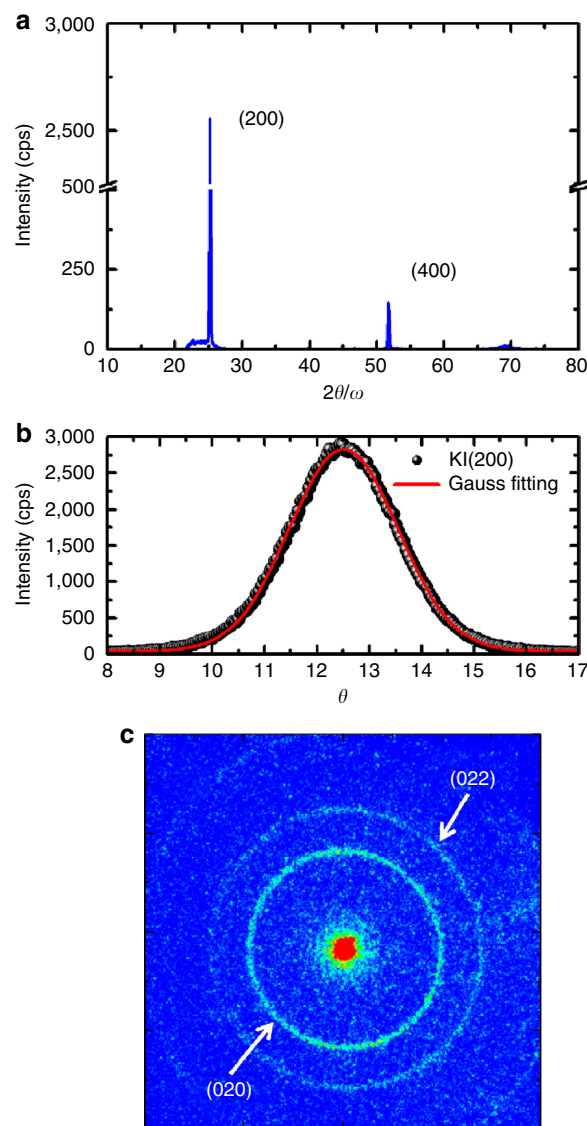 a
3,000
2,500
500
250
0
Intensity (cps)
(200)
(400)
10 20 30 40 50 60 70 80
2θ/ω
b
3,000
2,500
2,000
1,500
1,000
500
0
Intensity (cps)
KI(200)
Gauss fitting
8 9 10 11 12 13 14 15 16 17
θ
c
(022)
(020)